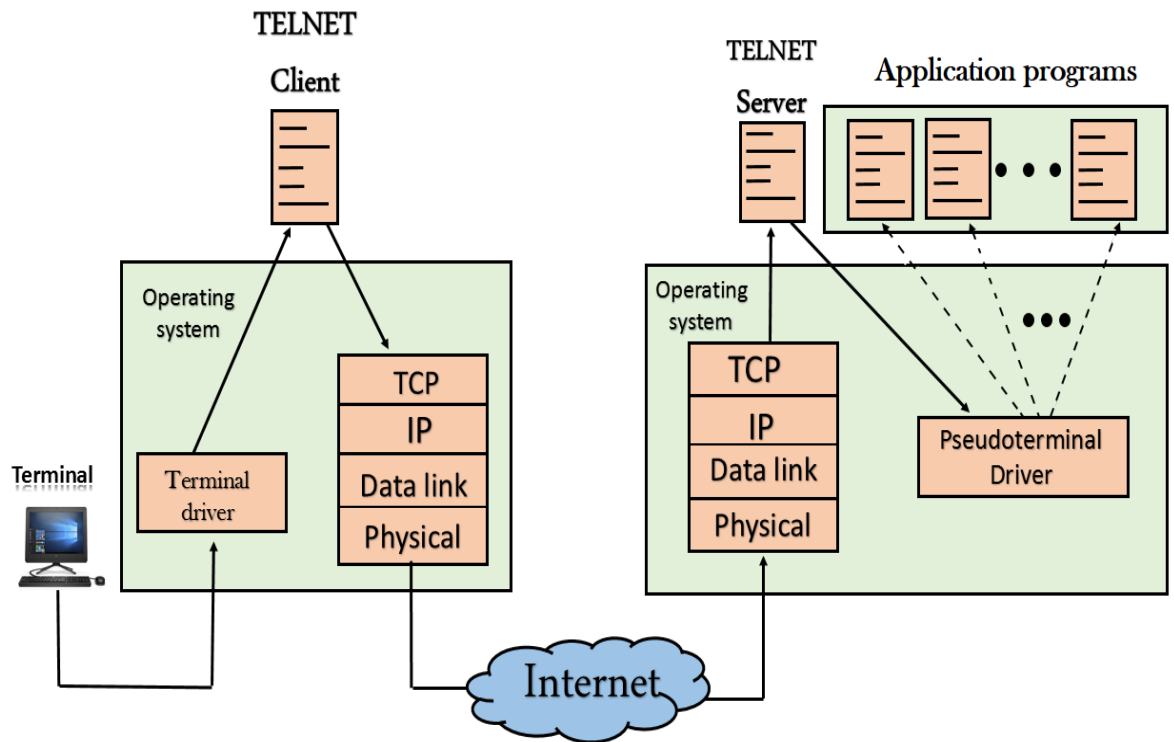 TELNET
Client
Operating
system
TCP
IP
Data link
Physical
Terminal
driver
Terminal
Internet
TELNET
Server
Application programs
Operating
system
TCP
IP
Data link
Physical
Pseudoterminal
Driver